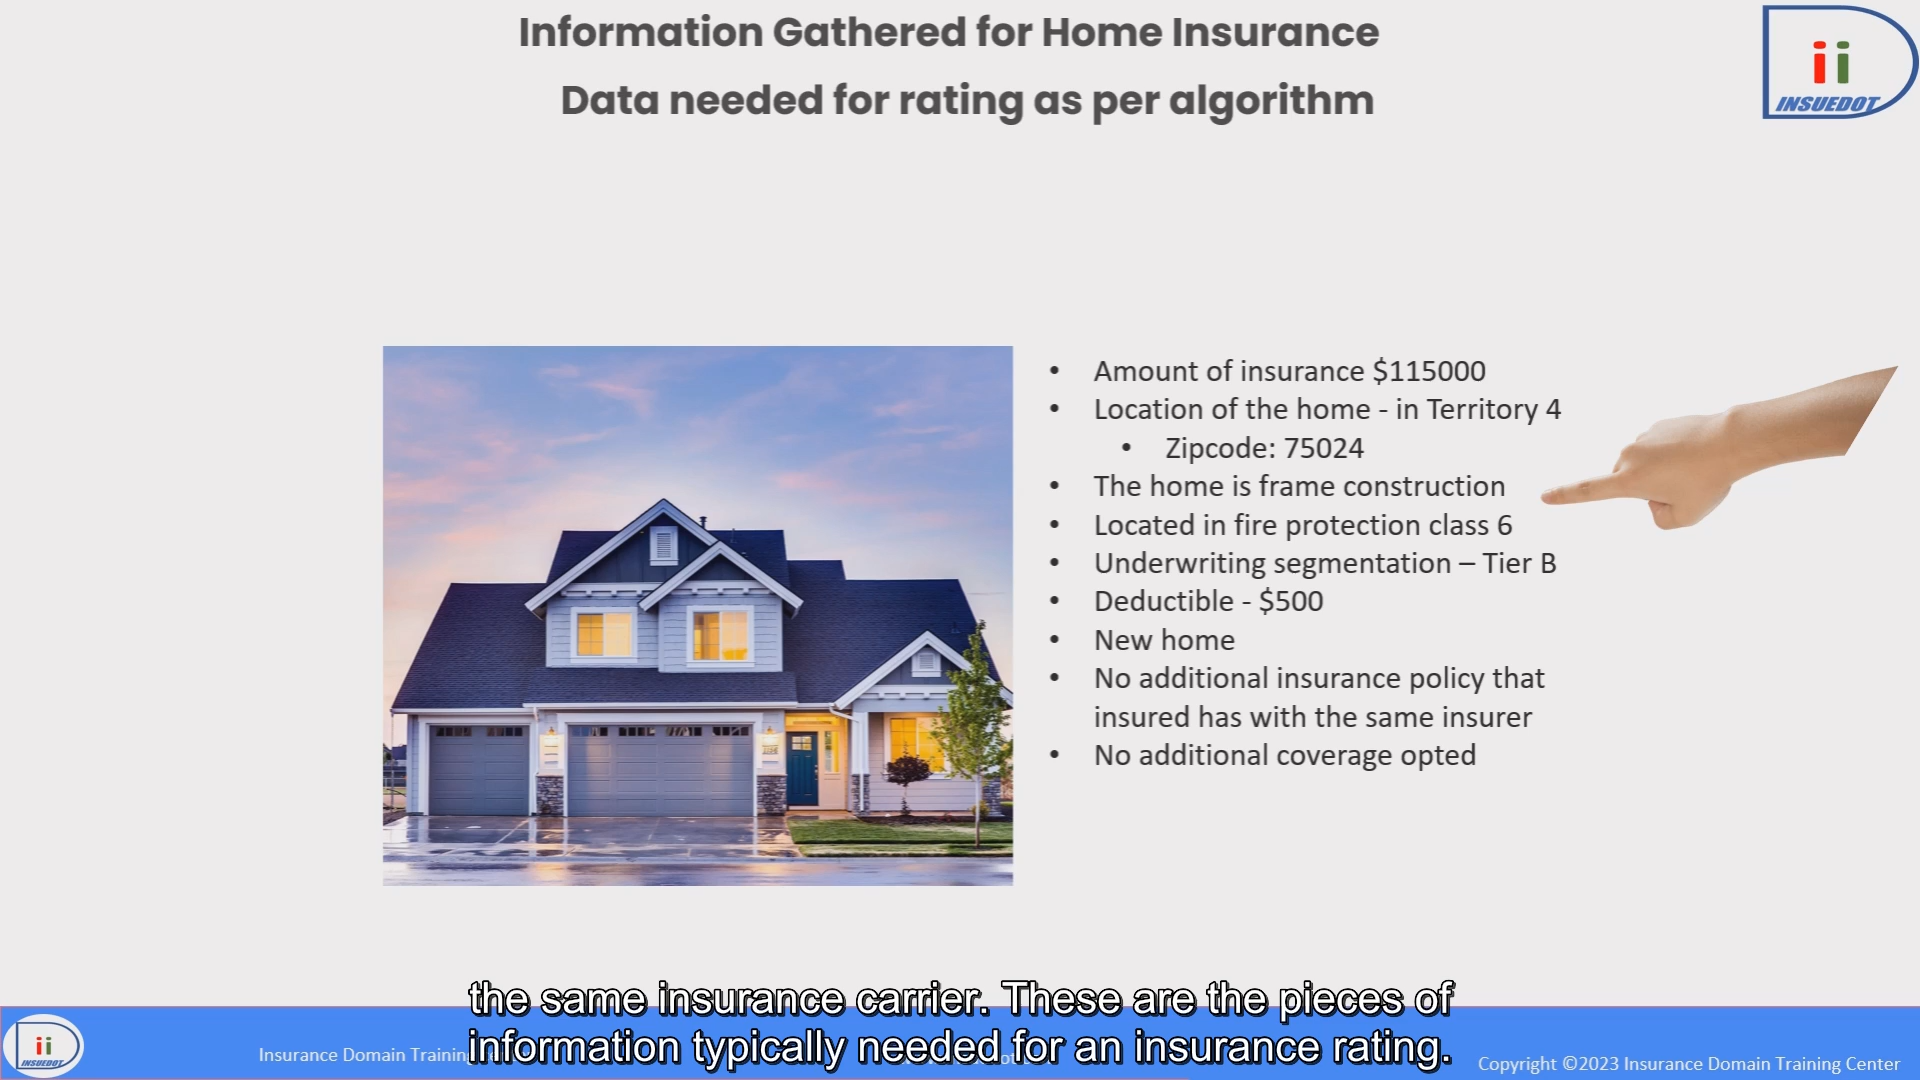 Information Gathered for Home Insurance
Data needed for rating as per algorithm
ii
INSUEDOT
• Amount of insurance $115000
• Location of the home - in Territory 4
• Zipcode: 75024
• The home is frame construction
• Located in fire protection class 6
• Underwriting segmentation – Tier B
• Deductible - $500
• New home
• No additional insurance policy that
insured has with the same insurer
• No additional coverage opted
the same insurance carrier. These are the pieces of
information typically needed for an insurance rating.
ii
INSUEDOT
Insurance Domain Training
Copyright ©2023 Insurance Domain Training Center